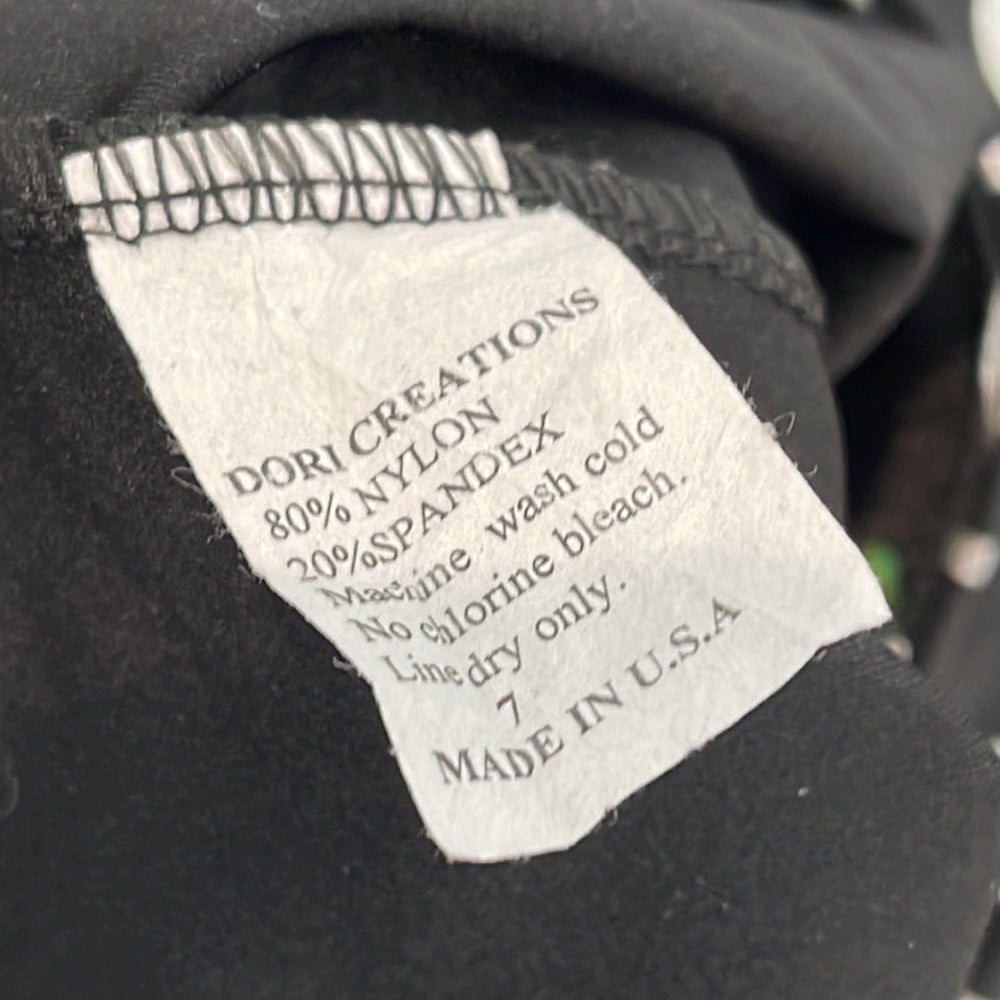 DORI CREATIONS
80% NYLON
20%SPANDEX
Machine wash cold
No chlorine bleach.
Line dry only.
7
MADE IN U.S.A